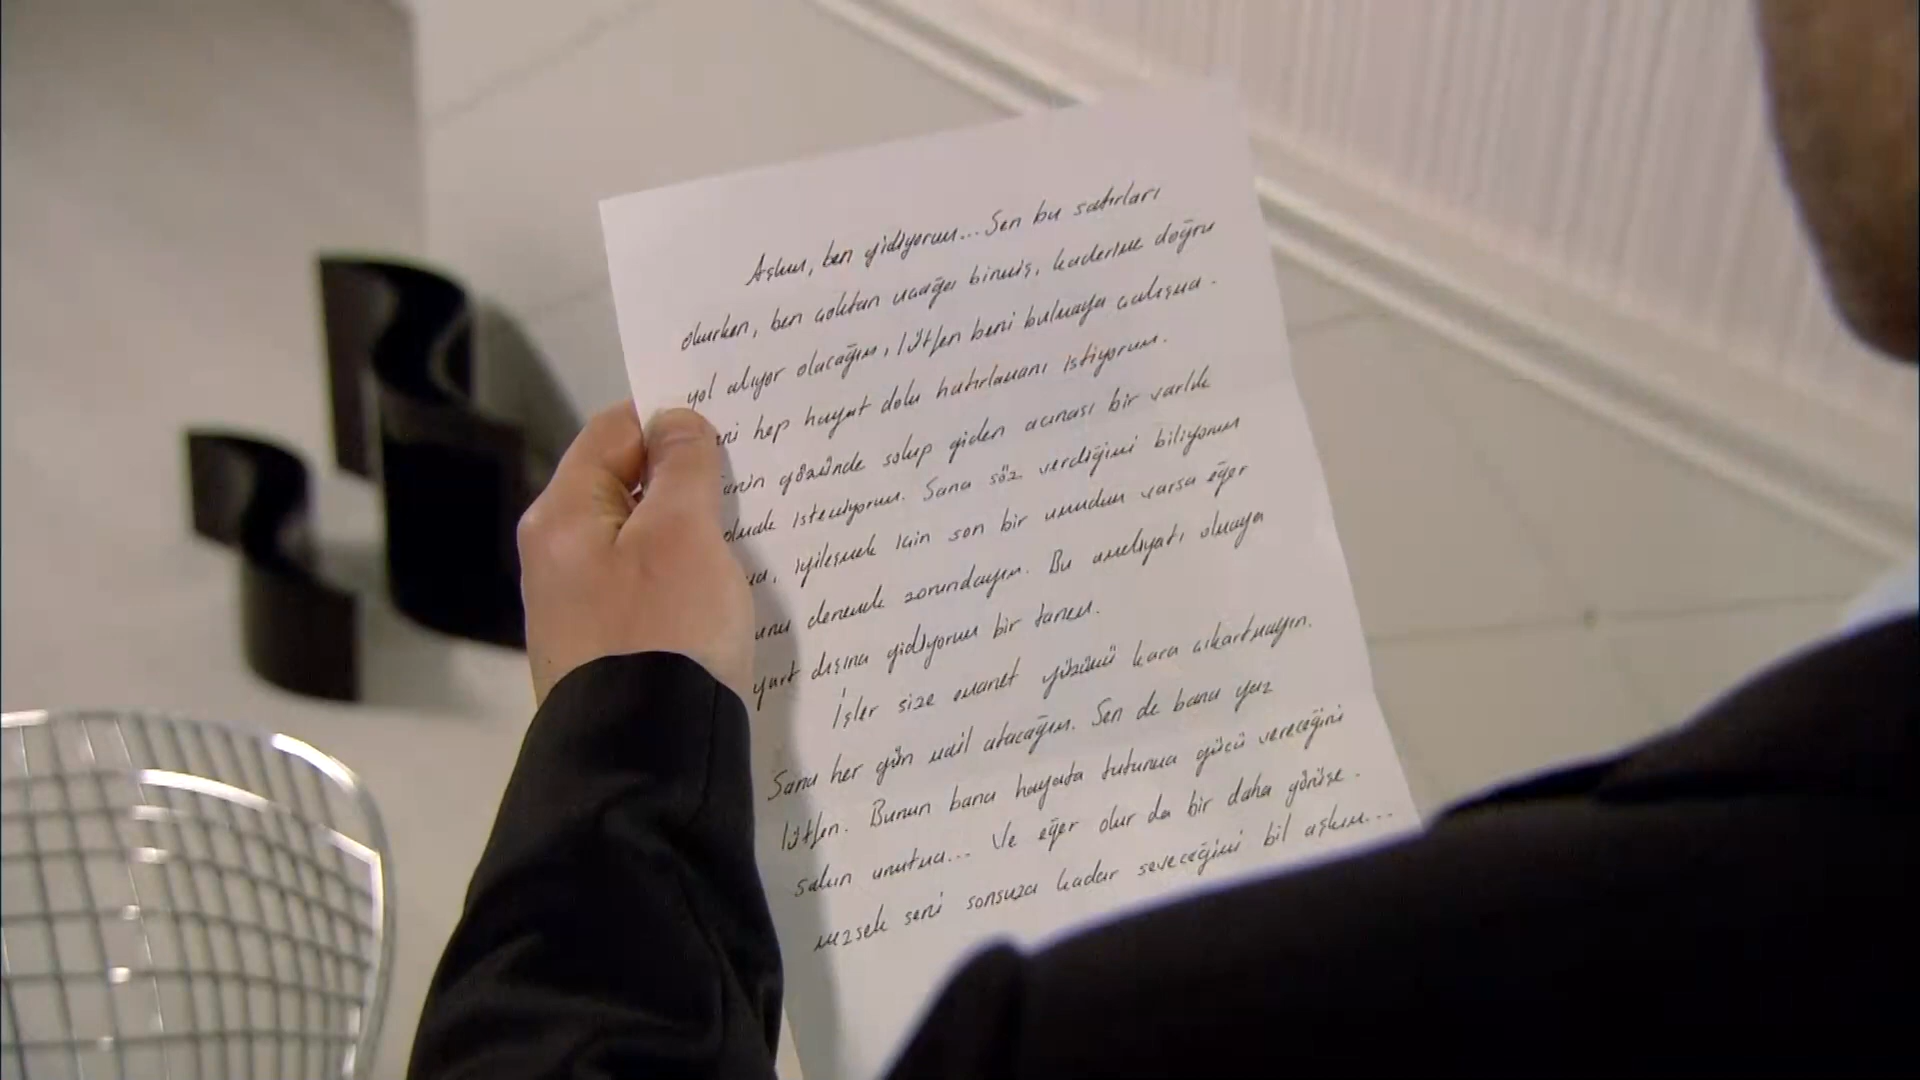 Aşkım, ben gidiyorum... Sen bu satırları
okurken, ben çoktan uçağa binmiş, kaderime doğru
yol alıyor olacağım, lütfen beni bulmaya çalışma.
hep hayat dolu hatırlamanı istiyorum.
gözünde solup giden acınası bir varlık
olmak istemiyorum. Sana söz verdiğimi biliyorum
iyileşmek için son bir umudum varsa eğer
denemek zorundayım. Bu ameliyatı olmaya
yurt dışına gidiyorum bir tanem.
İşler size emanet yüzümü kara çıkartmayın.
Sana her gün mail atacağım. Sen de bana yaz
lütfen. Bunun bana hayata tutunma gücü vereceğini
sakın unutma... Ve eğer olur da bir daha görüşe.
mezsek seni sonsuza kadar seveceğimi bil aşkım...